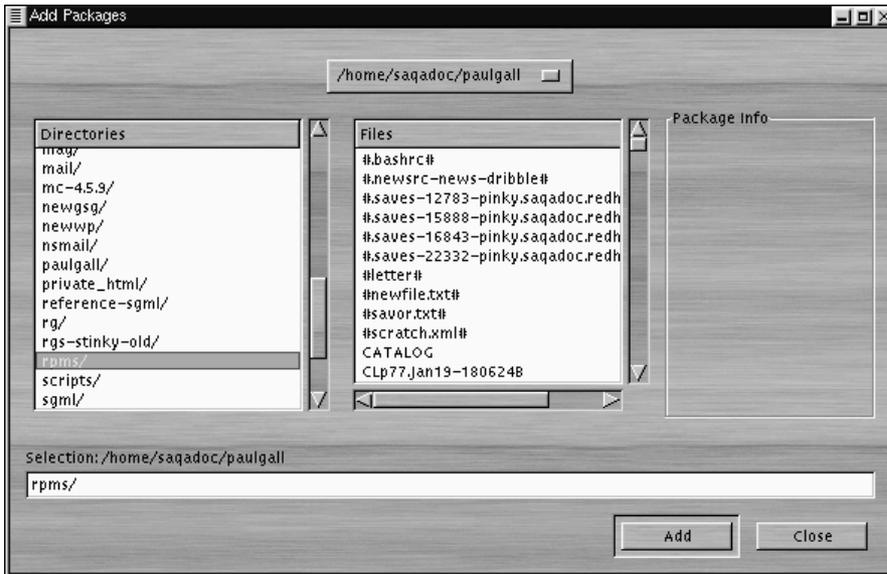 Add Packages
/home/saqadoc/paulgall
Directories
mag/
mail/
mc-4.5.9/
newgsg/
newwp/
nsmail/
paulgall/
private_html/
reference-sgml/
rg/
rgs-stinky-old/
rpms/
scripts/
sgml/
Files
#.bashrc#
#.newsrc-news-dribble#
#.saves-12783-pinky.saqadoc.redh
#.saves-15888-pinky.saqadoc.redh
#.saves-16843-pinky.saqadoc.redh
#.saves-22332-pinky.saqadoc.redh
#letter#
#newfile.txt#
#savor.txt#
#scratch.xml#
CATALOG
CLp77.Jan19-180624B
Package Info
Selection:/home/saqadoc/paulgall
rpms/
Add
Close